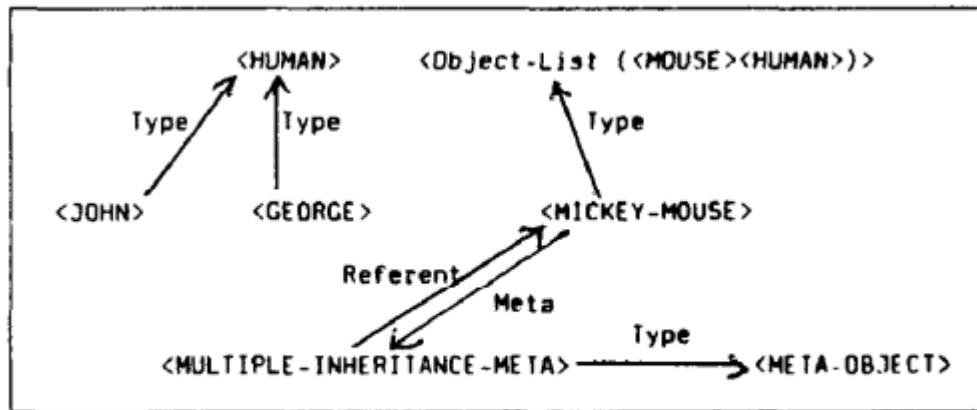 <HUMAN> <Object-List (<MOUSE><HUMAN>)>
Type Type Type
<JOHN> <GEORGE> <MICKEY-MOUSE>
Referent
Meta
Type
<MULTIPLE-INHERITANCE-META> <META-OBJECT>